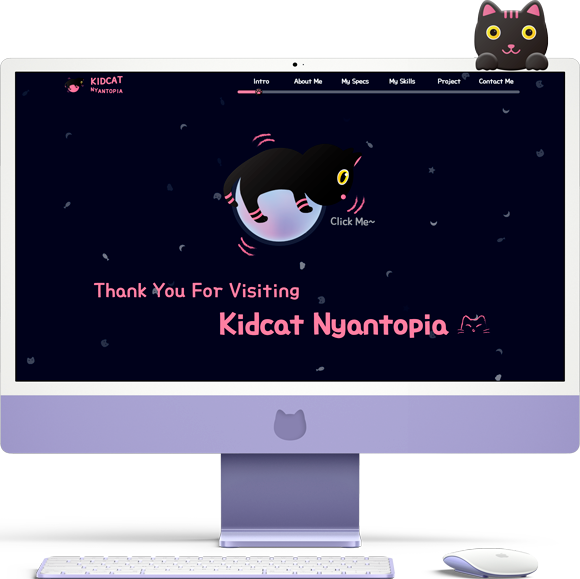 KIDCAT
NYANTOPIA
Intro
About Me
My Specs
My Skills
Project
Contact Me
Click Me~
Thank You For Visiting
Kidcat Nyantopia